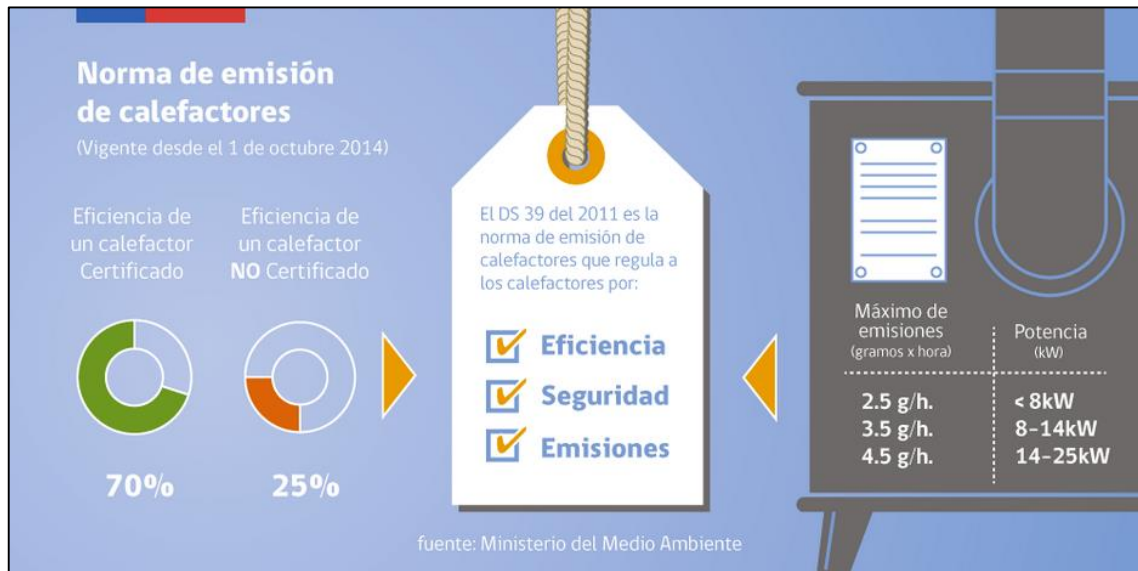 Norma de emisión
de calefactores
(Vigente desde el 1 de octubre 2014)
Eficiencia de
un calefactor
Certificado
70%
Eficiencia de
un calefactor
NO Certificado
25%
El DS 39 del 2011 es la
norma de emisión de
calefactores que regula a
los calefactores por:
Eficiencia
Seguridad
Emisiones
Máximo de
emisiones
(gramos x hora)
Potencia
(kW)
2.5 g/h. < 8kW
3.5 g/h. 8-14kW
4.5 g/h. 14-25kW
fuente: Ministerio del Medio Ambiente